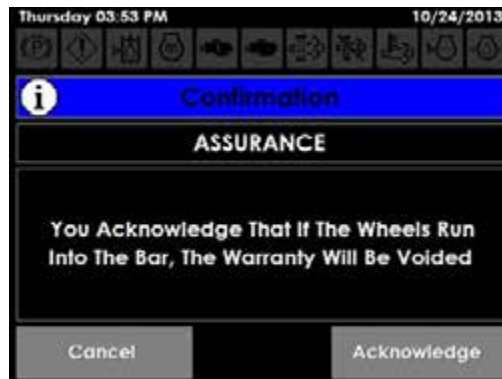 Thursday 03:53 PM 10/24/2013
Confirmation
ASSURANCE
You Acknowledge That If The Wheels Run
Into The Bar, The Warranty Will Be Voided
Cancel Acknowledge